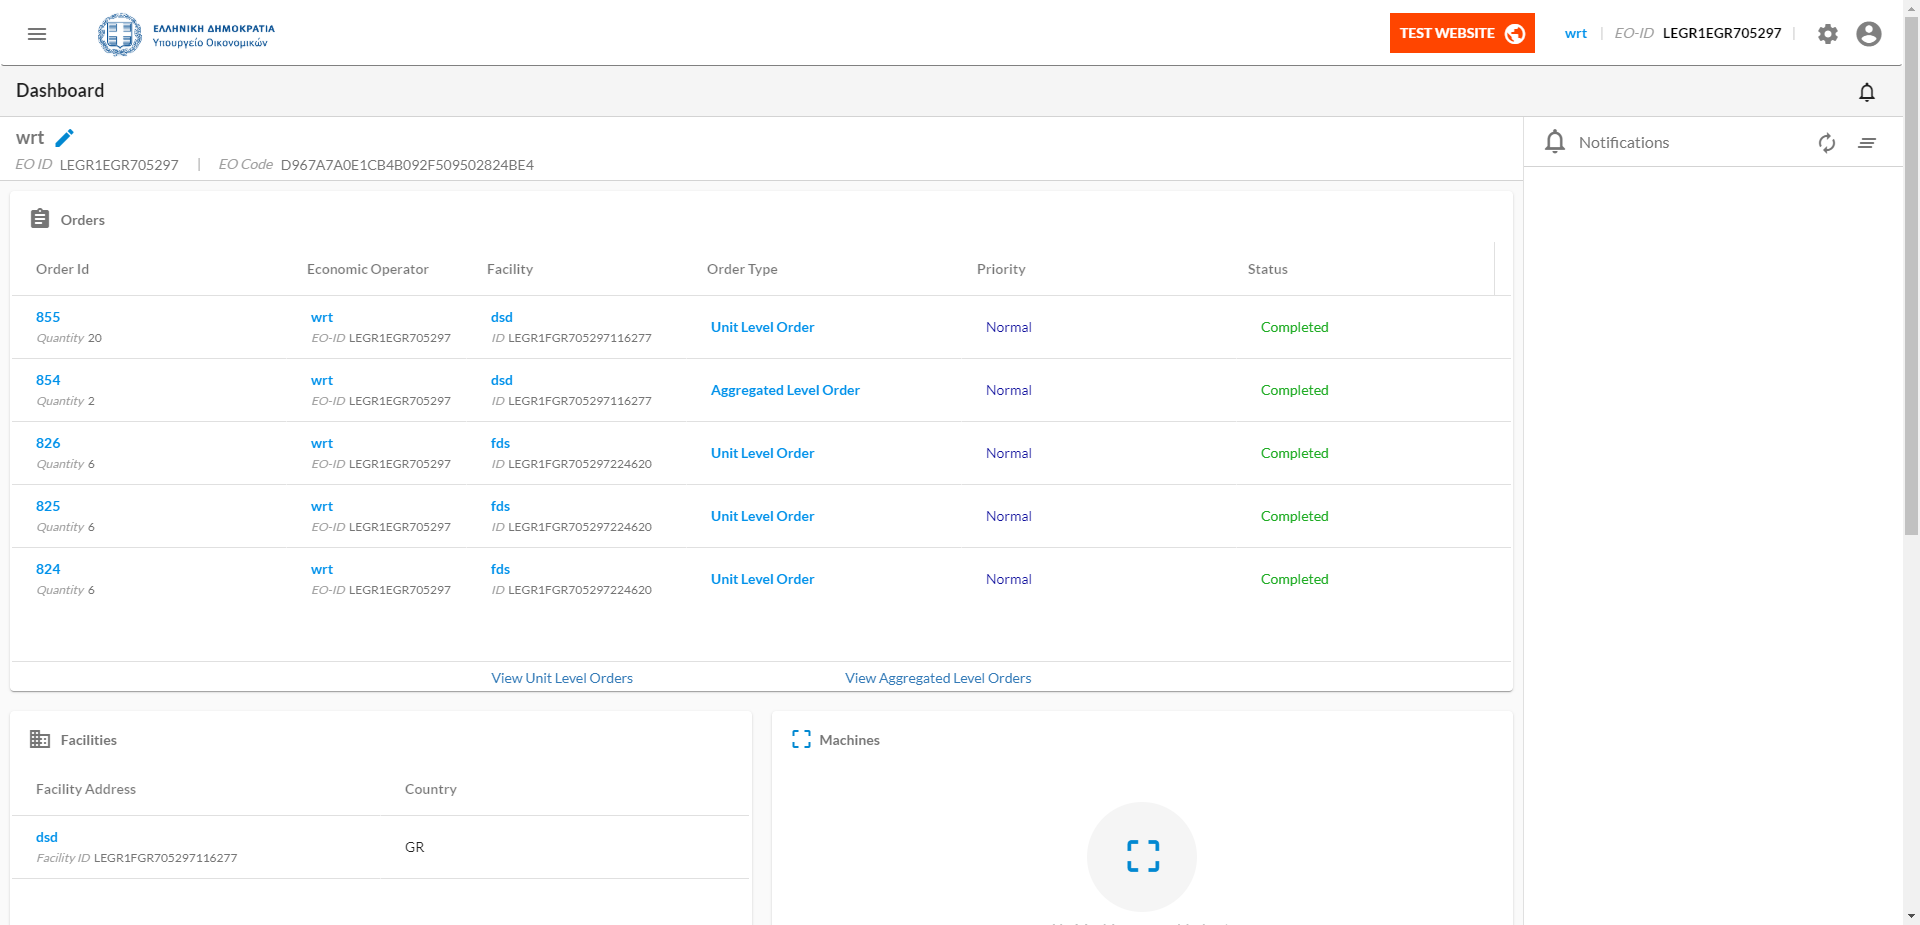 ΕΛΛΗΝΙΚΗ ΔΗΜΟΚΡΑΤΙΑ
Υπουργείο Οικονομικών
TEST WEBSITE
wrt | EO-ID LEGR1EGR705297 |
Dashboard
wrt
EO ID LEGR1EGR705297 | EO Code D967A7A0E1CB4B092F509502824BE4
Notifications
Orders
Order Id Economic Operator Facility Order Type Priority Status
855 wrt dsd
Unit Level Order Normal Completed
Quantity 20 EO-ID LEGR1EGR705297 ID LEGR1FGR705297116277
854 wrt dsd
Aggregated Level Order Normal Completed
Quantity 2 EO-ID LEGR1EGR705297 ID LEGR1FGR705297116277
826 wrt fds
Unit Level Order Normal Completed
Quantity 6 EO-ID LEGR1EGR705297 ID LEGR1FGR705297224620
825 wrt fds
Unit Level Order Normal Completed
Quantity 6 EO-ID LEGR1EGR705297 ID LEGR1FGR705297224620
824 wrt fds
Unit Level Order Normal Completed
Quantity 6 EO-ID LEGR1EGR705297 ID LEGR1FGR705297224620
View Unit Level Orders View Aggregated Level Orders
Facilities
Facility Address Country
dsd
GR
Facility ID LEGR1FGR705297116277
Machines